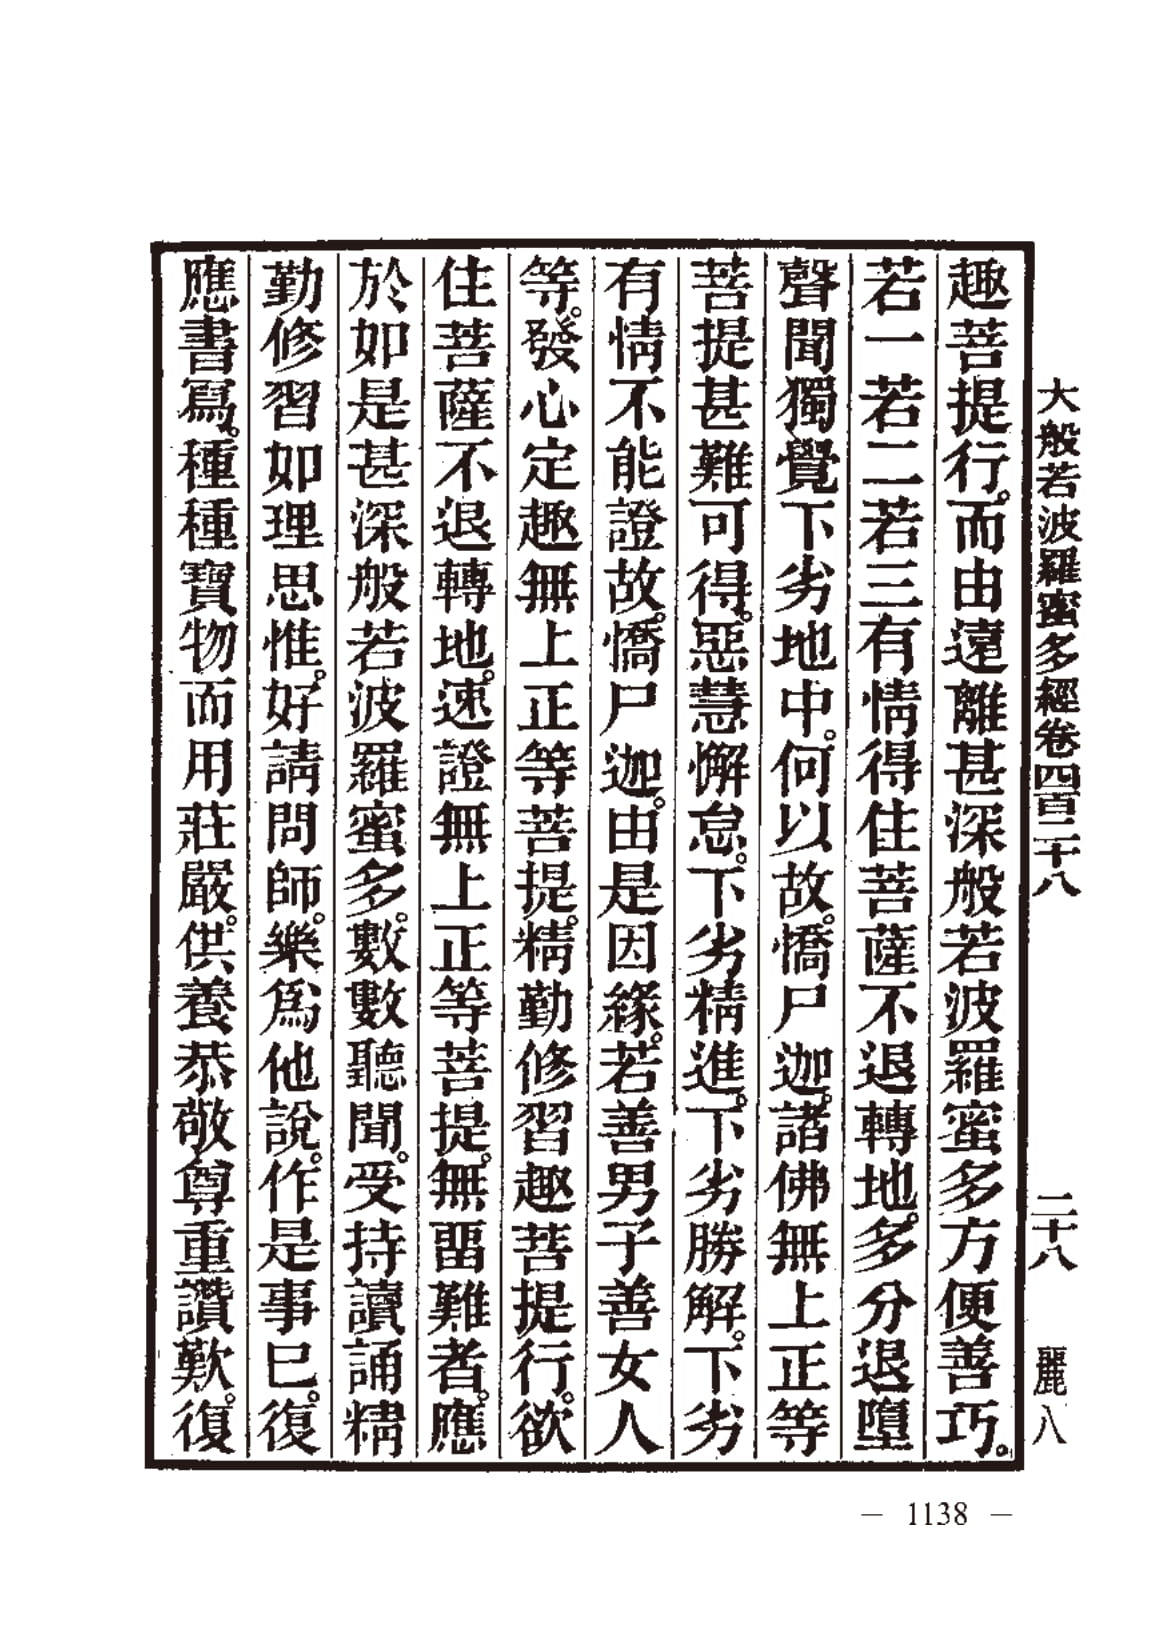 大般若波羅蜜多經卷四百二十八 二十八 麗八
趣菩提行。而由遠離甚深般若波羅蜜多方便善巧。
若一若二若三有情得住菩薩不退轉地。多分退墮
聲聞獨覺下劣地中。何以故。憍尸迦。諸佛無上正等
菩提甚難可得。惡慧懈怠。下劣精進。下劣勝解。下劣
有情不能證故。憍尸迦。由是因緣。若善男子善女人
等。發心定趣無上正等菩提。精勤修習趣菩提行。欲
住菩薩不退轉地。速證無上正等菩提。無畱難者。應
於如是甚深般若波羅蜜多。數數聽聞。受持讀誦精
勤修習如理思惟。好請問師。樂爲他說。作是事已。復
應書寫。種種寶物而用莊嚴。供養恭敬尊重讚歎。復
— 1138 —